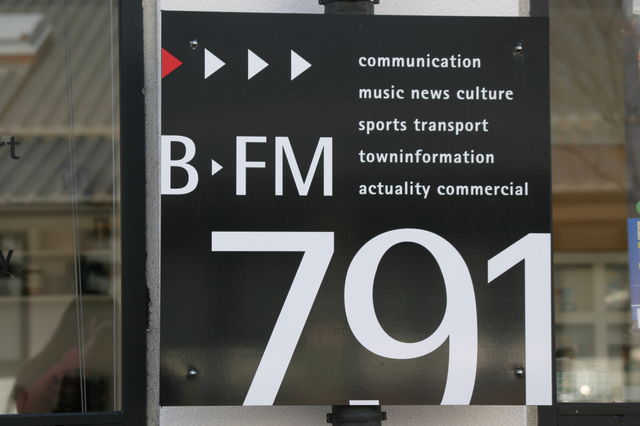 communication
music news culture
sports transport
B▸FM
towninformation
actuality commercial
791